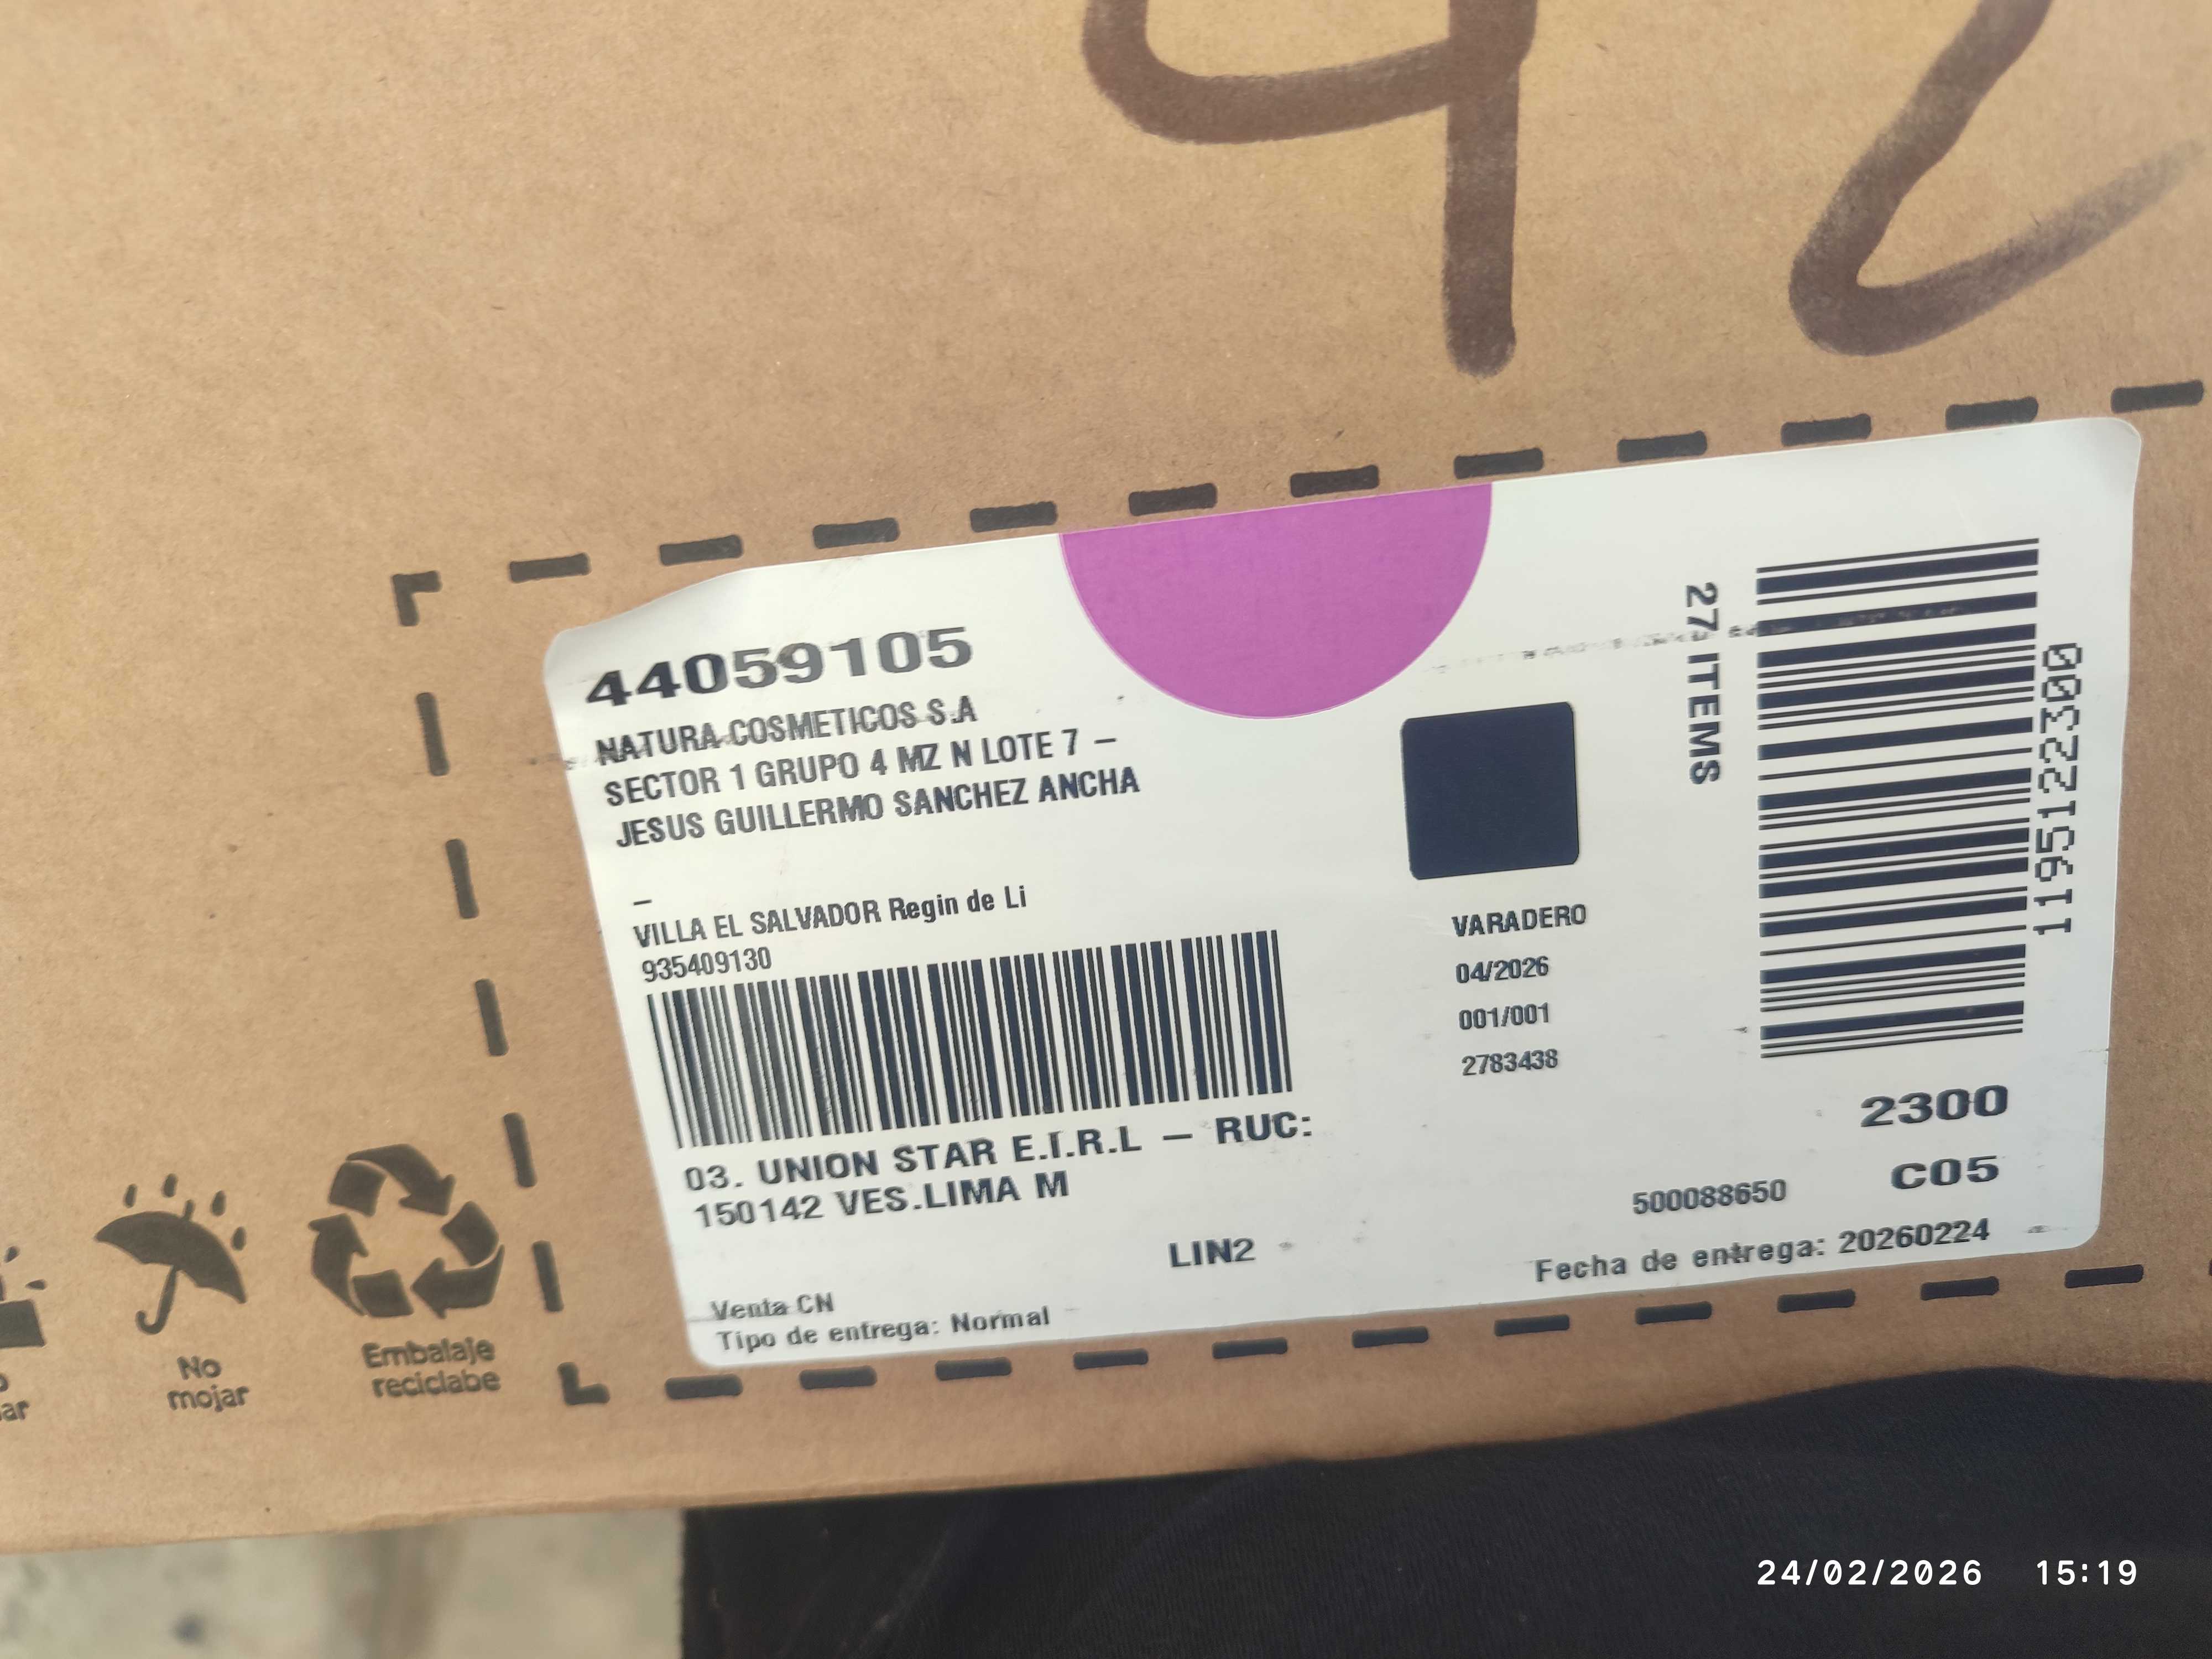 42
44059105
NATURA COSMETICOS S.A
SECTOR 1 GRUPO 4 MZ N LOTE 7 –
JESUS GUILLERMO SANCHEZ ANCHA
–
VILLA EL SALVADOR Regin de Li
935409130
03. UNION STAR E.I.R.L – RUC:
150142 VES.LIMA M
LIN2
Venta CN
Tipo de entrega: Normal
VARADERO
04/2026
001/001
2783438
27 ITEMS
1195122300
2300
C05
500088650
Fecha de entrega: 20260224
No
mojar
Embalaje
reciclabe
24/02/2026 15:19